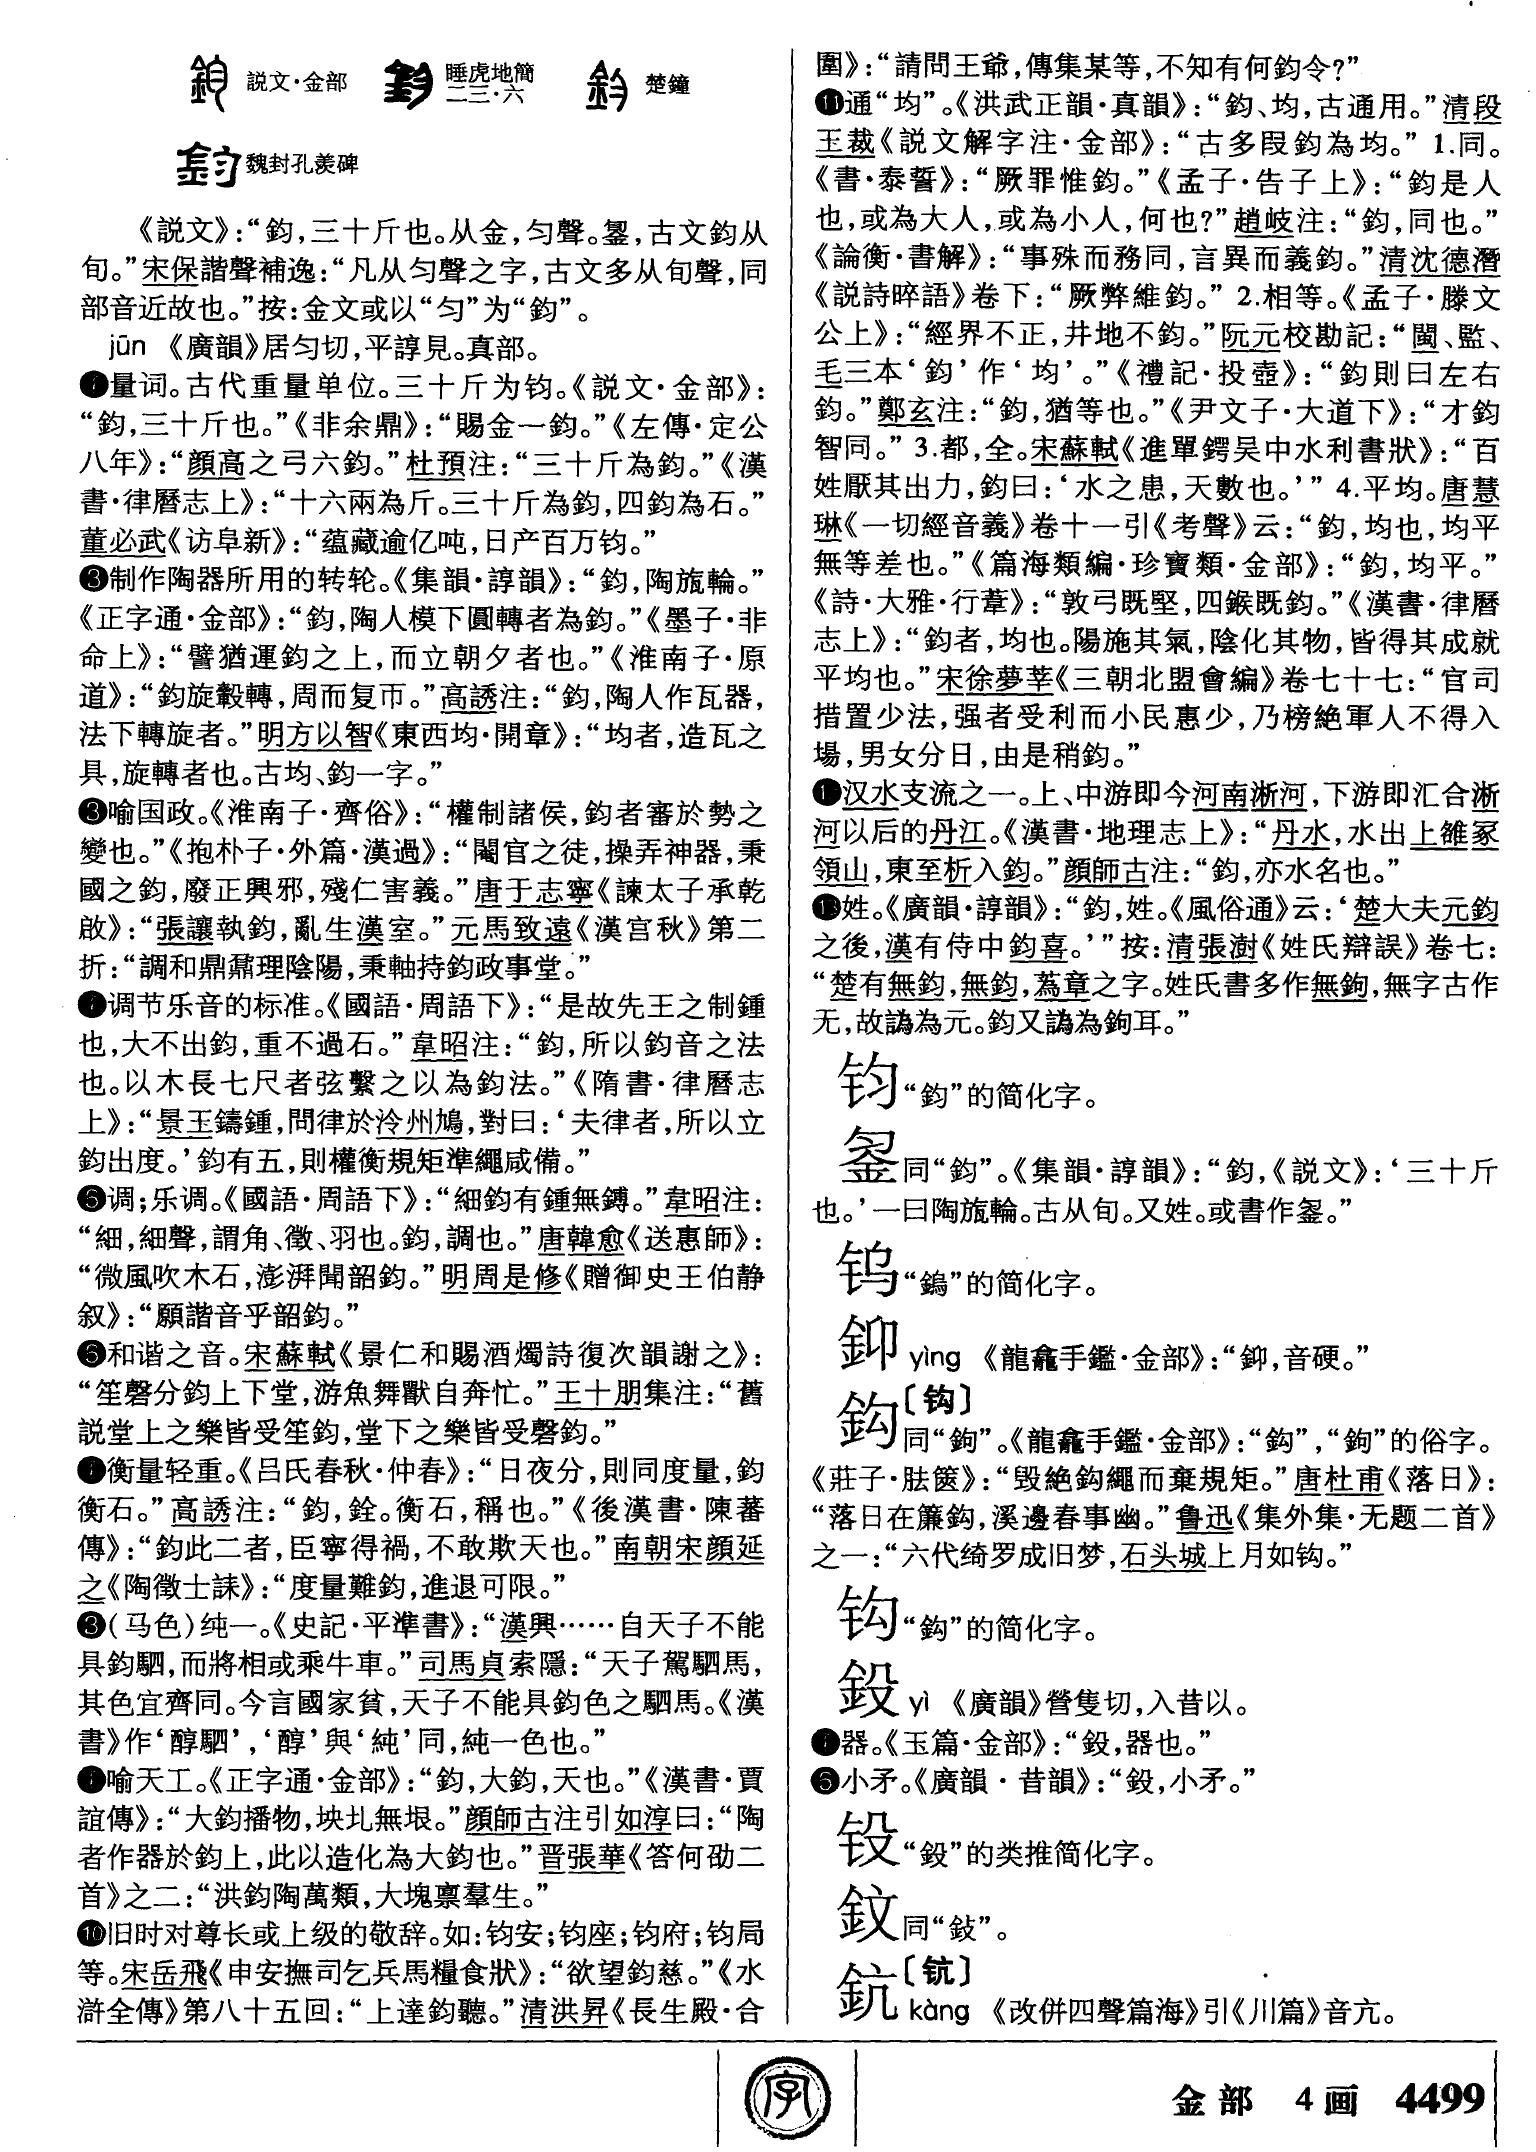 説文·金部
睡虎地簡
二三·六
楚鐘
魏封孔羨碑
《説文》:“鈞,三十斤也。从金,匀聲。銞,古文鈞从
旬。”宋保諧聲補逸:“凡从匀聲之字,古文多从旬聲,同
部音近故也。”按:金文或以“匀”为“鈞”。
jūn 《廣韻》居匀切,平諄見。真部。
❶量词。古代重量单位。三十斤为钧。《説文·金部》:
“鈞,三十斤也。”《非余鼎》:“賜金一鈞。”《左傳·定公
八年》:“顔高之弓六鈞。”杜預注:“三十斤為鈞。”《漢
書·律曆志上》:“十六兩為斤。三十斤為鈞,四鈞為石。”
董必武《访阜新》:“蕴藏逾亿吨,日产百万钧。”
❷制作陶器所用的转轮。《集韻·諄韻》:“鈞,陶旊輪。”
《正字通·金部》:“鈞,陶人模下圓轉者為鈞。”《墨子·非
命上》:“譬猶運鈞之上,而立朝夕者也。”《淮南子·原
道》:“鈞旋轂轉,周而复帀。”高誘注:“鈞,陶人作瓦器,
法下轉旋者。”明方以智《東西均·開章》:“均者,造瓦之
具,旋轉者也。古均、鈞一字。”
❸喻国政。《淮南子·齊俗》:“權制諸侯,鈞者審於勢之
變也。”《抱朴子·外篇·漢過》:“閹官之徒,操弄神器,秉
國之鈞,廢正興邪,殘仁害義。”唐于志寧《諫太子承乾
啟》:“張讓執鈞,亂生漢室。”元馬致遠《漢宫秋》第二
折:“調和鼎鼐理陰陽,秉軸持鈞政事堂。”
❹调节乐音的标准。《國語·周語下》:“是故先王之制鍾
也,大不出鈞,重不過石。”韋昭注:“鈞,所以鈞音之法
也。以木長七尺者弦繫之以為鈞法。”《隋書·律曆志
上》:“景王鑄鍾,問律於泠州鳩,對曰:‘夫律者,所以立
鈞出度。’鈞有五,則權衡規矩準繩咸備。”
❺调;乐调。《國語·周語下》:“細鈞有鍾無鎛。”韋昭注:
“細,細聲,謂角、徵、羽也。鈞,調也。”唐韓愈《送惠師》:
“微風吹木石,澎湃聞韶鈞。”明周是修《贈御史王伯静
叙》:“願諧音乎韶鈞。”
❻和谐之音。宋蘇軾《景仁和賜酒燭詩復次韻謝之》:
“笙磬分鈞上下堂,游魚舞獸自奔忙。”王十朋集注:“舊
説堂上之樂皆受笙鈞,堂下之樂皆受磬鈞。”
❼衡量轻重。《吕氏春秋·仲春》:“日夜分,則同度量,鈞
衡石。”高誘注:“鈞,銓。衡石,稱也。”《後漢書·陳蕃
傳》:“鈞此二者,臣寧得禍,不敢欺天也。”南朝宋顔延
之《陶徵士誄》:“度量難鈞,進退可限。”
❽(马色)纯一。《史記·平準書》:“漢興……自天子不能
具鈞駟,而將相或乘牛車。”司馬貞索隱:“天子駕駟馬,
其色宜齊同。今言國家貧,天子不能具鈞色之駟馬。《漢
書》作‘醇駟’,‘醇’與‘純’同,純一色也。”
❾喻天工。《正字通·金部》:“鈞,大鈞,天也。”《漢書·賈
誼傳》:“大鈞播物,坱圠無垠。”顔師古注引如淳曰:“陶
者作器於鈞上,此以造化為大鈞也。”晋張華《答何劭二
首》之二:“洪鈞陶萬類,大塊禀羣生。”
❿旧时对尊长或上级的敬辞。如:钧安;钧座;钧府;钧局
等。宋岳飛《申安撫司乞兵馬糧食狀》:“欲望鈞慈。”《水
滸全傳》第八十五回:“上達鈞聽。”清洪昇《長生殿·合
圍》:“請問王爺,傳集某等,不知有何鈞令?”
⓫通“均”。《洪武正韻·真韻》:“鈞、均,古通用。”清段
玉裁《説文解字注·金部》:“古多叚鈞為均。” 1.同。
《書·泰誓》:“厥罪惟鈞。”《孟子·告子上》:“鈞是人
也,或為大人,或為小人,何也?”趙岐注:“鈞,同也。”
《論衡·書解》:“事殊而務同,言異而義鈞。”清沈德潛
《説詩晬語》卷下:“厥弊維鈞。” 2.相等。《孟子·滕文
公上》:“經界不正,井地不鈞。”阮元校勘記:“閩、監、
毛三本‘鈞’作‘均’。”《禮記·投壺》:“鈞則曰左右
鈞。”鄭玄注:“鈞,猶等也。”《尹文子·大道下》:“才鈞
智同。” 3.都,全。宋蘇軾《進單鍔吴中水利書狀》:“百
姓厭其出力,鈞曰:‘水之患,天數也。’” 4.平均。唐慧
琳《一切經音義》卷十一引《考聲》云:“鈞,均也,均平
無等差也。”《篇海類編·珍寶類·金部》:“鈞,均平。”
《詩·大雅·行葦》:“敦弓既堅,四鍭既鈞。”《漢書·律曆
志上》:“鈞者,均也。陽施其氣,陰化其物,皆得其成就
平均也。”宋徐夢莘《三朝北盟會編》卷七十七:“官司
措置少法,强者受利而小民惠少,乃榜絶軍人不得入
場,男女分日,由是稍鈞。”
⓬汉水支流之一。上、中游即今河南淅河,下游即汇合淅
河以后的丹江。《漢書·地理志上》:“丹水,水出上雒冢
領山,東至析入鈞。”顔師古注:“鈞,亦水名也。”
⓭姓。《廣韻·諄韻》:“鈞,姓。《風俗通》云:‘楚大夫元鈞
之後,漢有侍中鈞喜。’”按:清張澍《姓氏辯誤》卷七:
“楚有無鈞,無鈞,蒍章之字。姓氏書多作無鉤,無字古作
无,故譌為元。鈞又譌為鉤耳。”
钧 “鈞”的简化字。
銞 同“鈞”。《集韻·諄韻》:“鈞,《説文》:‘三十斤
也。’一曰陶旊輪。古从旬。又姓。或書作銞。”
钨 “鎢”的简化字。
鈏 yìng 《龍龕手鑑·金部》:“鉚,音硬。”
鈎〔钩〕
同“鉤”。《龍龕手鑑·金部》:“鈎”,“鉤”的俗字。
《莊子·胠篋》:“毁絶鈎繩而棄規矩。”唐杜甫《落日》:
“落日在簾鈎,溪邊春事幽。”鲁迅《集外集·无题二首》
之一:“六代绮罗成旧梦,石头城上月如钩。”
钩 “鈎”的简化字。
鈠 yì 《廣韻》營隻切,入昔以。
❶器。《玉篇·金部》:“鈠,器也。”
❷小矛。《廣韻·昔韻》:“鈠,小矛。”
“鈠”的类推简化字。
鈫 同“鈙”。
鈧〔钪〕
kàng 《改併四聲篇海》引《川篇》音亢。
字
金部 4画 4499